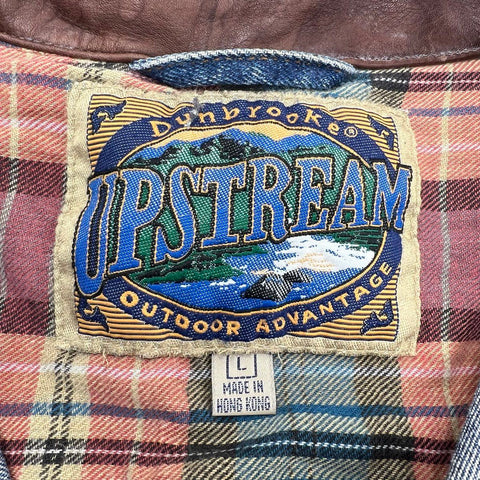 Dunbrooke®
UPSTREAM
OUTDOOR ADVANTAGE
L
MADE IN
HONG KONG